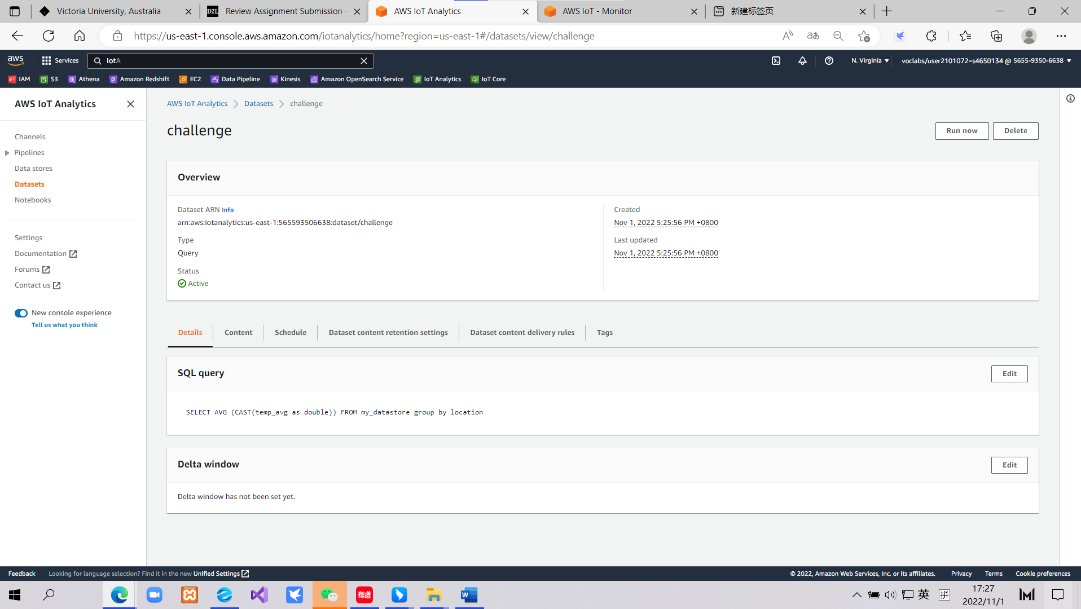 Victoria University, Australia
Review Assignment Submission -
AWS IoT Analytics
AWS IoT - Monitor
新建标签页
https://us-east-1.console.aws.amazon.com/iotanalytics/home?region=us-east-1#/datasets/view/challenge
aws
Services
IotA
N. Virginia
voclabs/user2101072=s4650134 @ 5655-9350-6638
IAM
S3
Athena
Amazon Redshift
EC2
Data Pipeline
Kinesis
Amazon OpenSearch Service
IoT Analytics
IoT Core
AWS IoT Analytics
Channels
Pipelines
Data stores
Datasets
Notebooks
Settings
Documentation
Forums
Contact us
New console experience
Tell us what you think
AWS IoT Analytics > Datasets > challenge
challenge
Run now
Delete
Overview
Dataset ARN Info
arn:aws:iotanalytics:us-east-1:565593506638:dataset/challenge
Type
Query
Status
Active
Created
Nov 1, 2022 5:25:56 PM +0800
Last updated
Nov 1, 2022 5:25:56 PM +0800
Details
Content
Schedule
Dataset content retention settings
Dataset content delivery rules
Tags
SQL query
Edit
SELECT AVG (CAST(temp_avg as double)) FROM my_datastore group by location
Delta window
Edit
Delta window has not been set yet.
Feedback
Looking for language selection? Find it in the new Unified Settings
© 2022, Amazon Web Services, Inc. or its affiliates.
Privacy
Terms
Cookie preferences
英
拼
17:27
2022/11/1